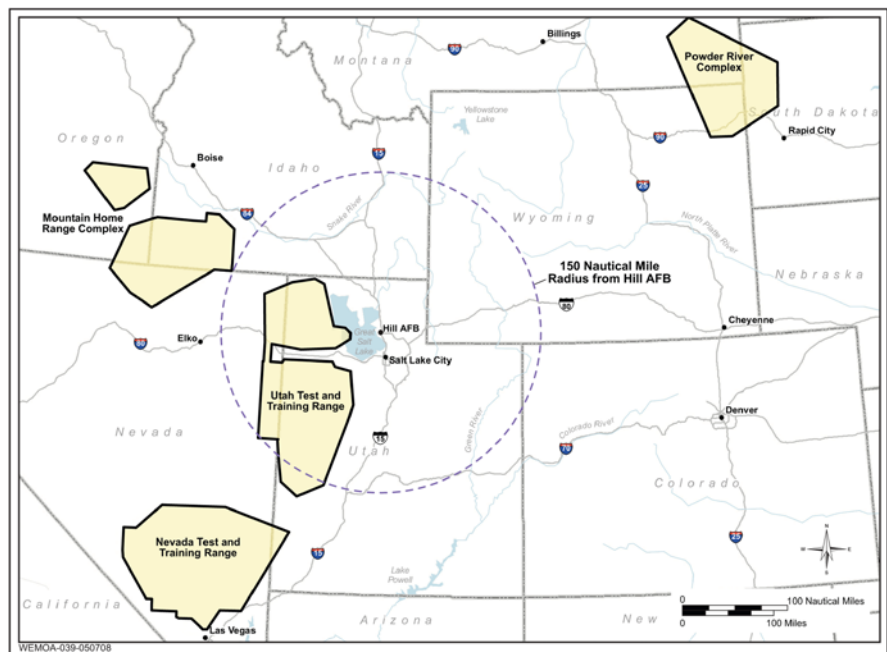 Billings
90
Montana
Powder River
Complex
Yellowstone
Lake
South Dakota
Oregon
15
90
Rapid City
Boise
Idaho
25
84
Snake River
Wyoming
North Platte River
Mountain Home
Range Complex
150 Nautical Mile
Radius from Hill AFB
Nebraska
80
Cheyenne
Hill AFB
Great
Salt
Lake
Elko
80
Salt Lake City
Utah Test and
Training Range
Green River
Colorado River
Denver
Nevada
15
Utah
70
Colorado
Nevada Test and
Training Range
15
25
N
W
E
S
Lake
Powell
California
Arizona
New
0
100 Nautical Miles
0
100 Miles
Las Vegas
WEMOA-039-050708